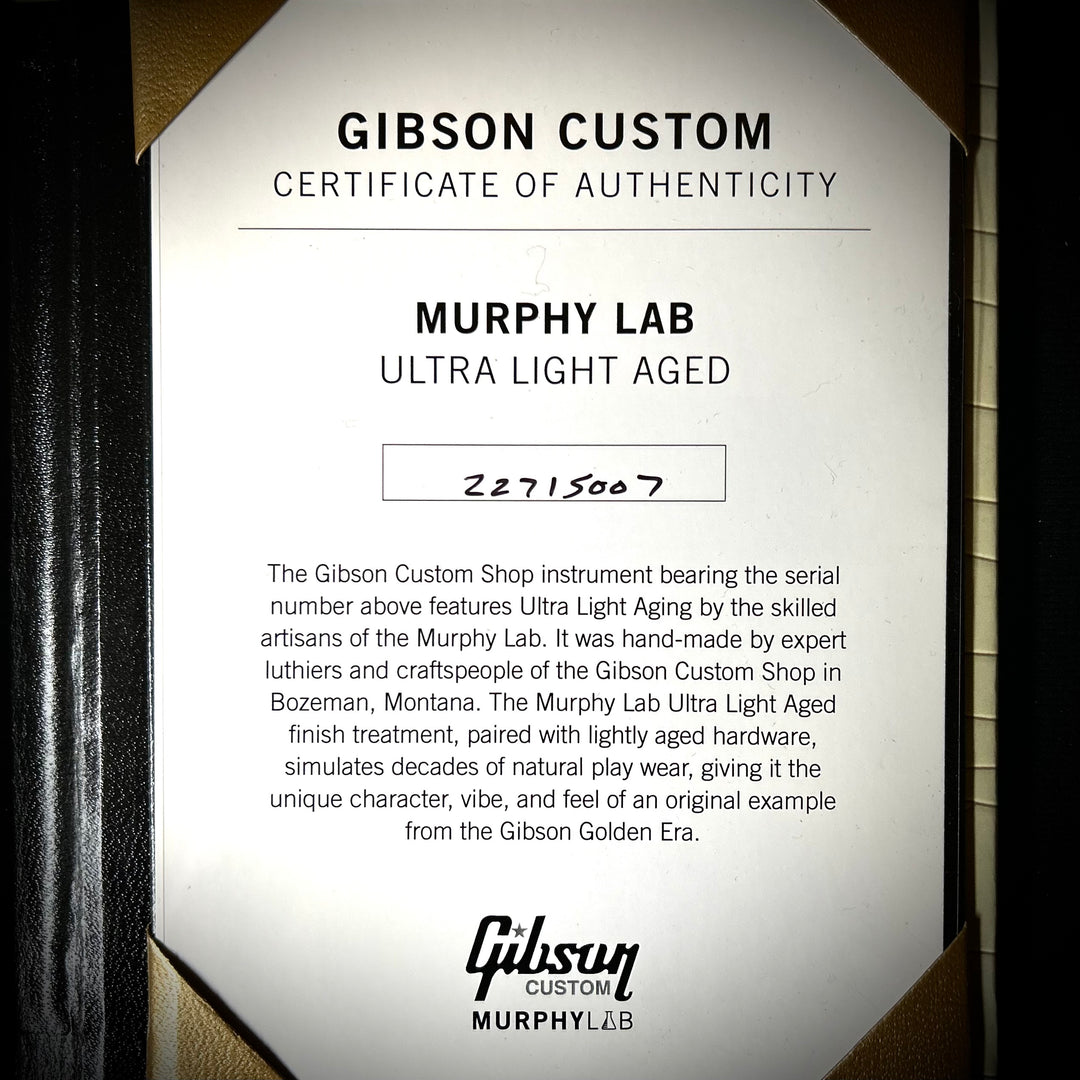 GIBSON CUSTOM
CERTIFICATE OF AUTHENTICITY
MURPHY LAB
ULTRA LIGHT AGED
22715007
The Gibson Custom Shop instrument bearing the serial
number above features Ultra Light Aging by the skilled
artisans of the Murphy Lab. It was hand-made by expert
luthiers and craftspeople of the Gibson Custom Shop in
Bozeman, Montana. The Murphy Lab Ultra Light Aged
finish treatment, paired with lightly aged hardware,
simulates decades of natural play wear, giving it the
unique character, vibe, and feel of an original example
from the Gibson Golden Era.
Gibson
CUSTOM
MURPHYLAB